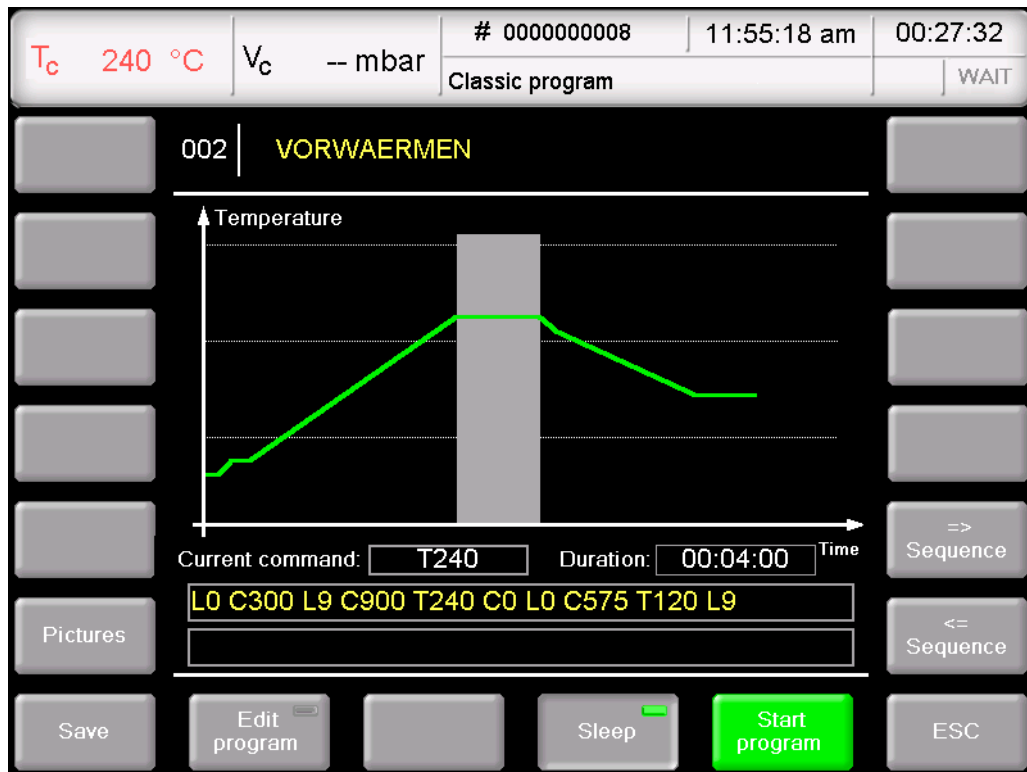 Tc 240 °C
Vc -- mbar
# 0000000008
11:55:18 am
00:27:32
Classic program
WAIT
002 VORWAERMEN
Temperature
Time
Current command: T240 Duration: 00:04:00
L0 C300 L9 C900 T240 C0 L0 C575 T120 L9
=>
Sequence
Pictures
<=
Sequence
Save
Edit
program
Sleep
Start
program
ESC